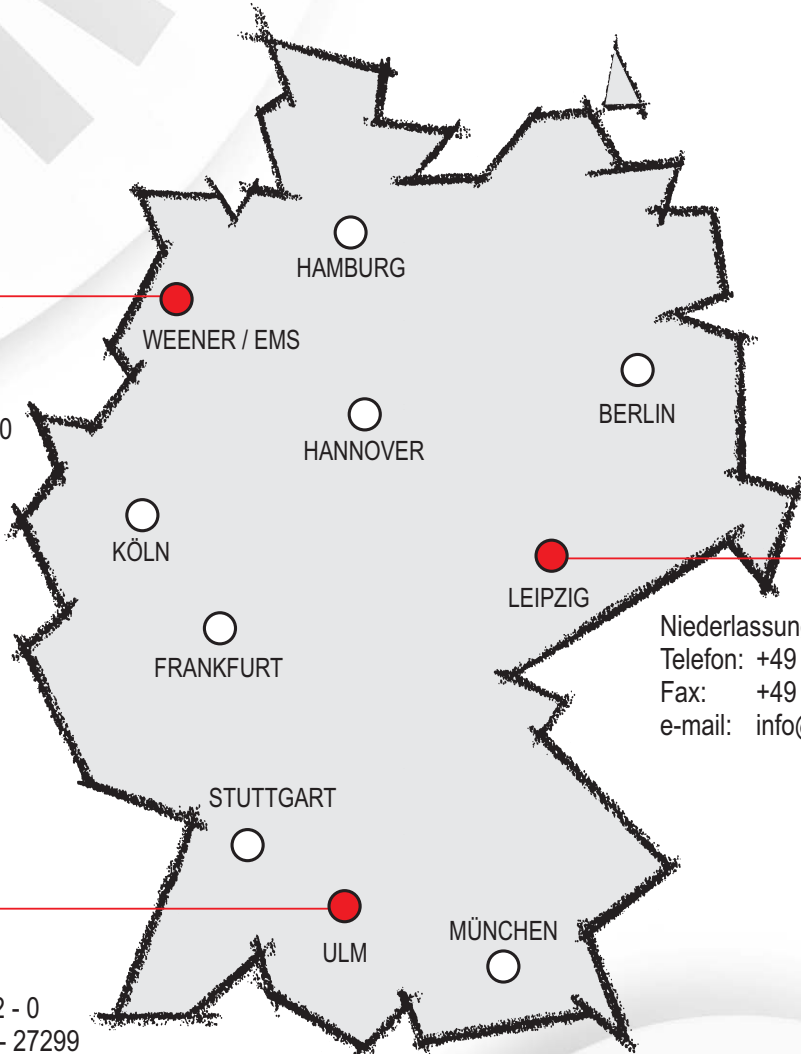 HAMBURG
WEENER / EMS
BERLIN
0
HANNOVER
KÖLN
LEIPZIG
Niederlassun
Telefon: +49
Fax: +49
e-mail: info@
FRANKFURT
STUTTGART
MÜNCHEN
ULM
2 - 0
- 27299